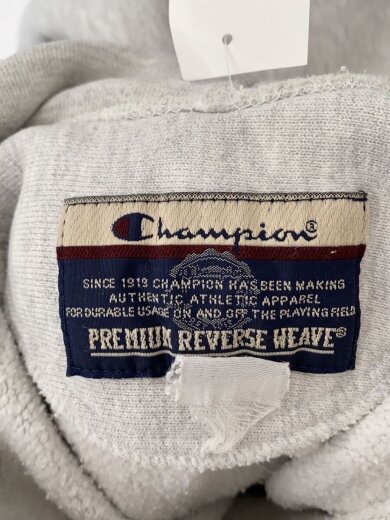 Champion®
SINCE 1919 CHAMPION HAS BEEN MAKING
AUTHENTIC ATHLETIC APPAREL
FOR DURABLE USAGE ON AND OFF THE PLAYING FIELD
PREMIUM REVERSE WEAVE®